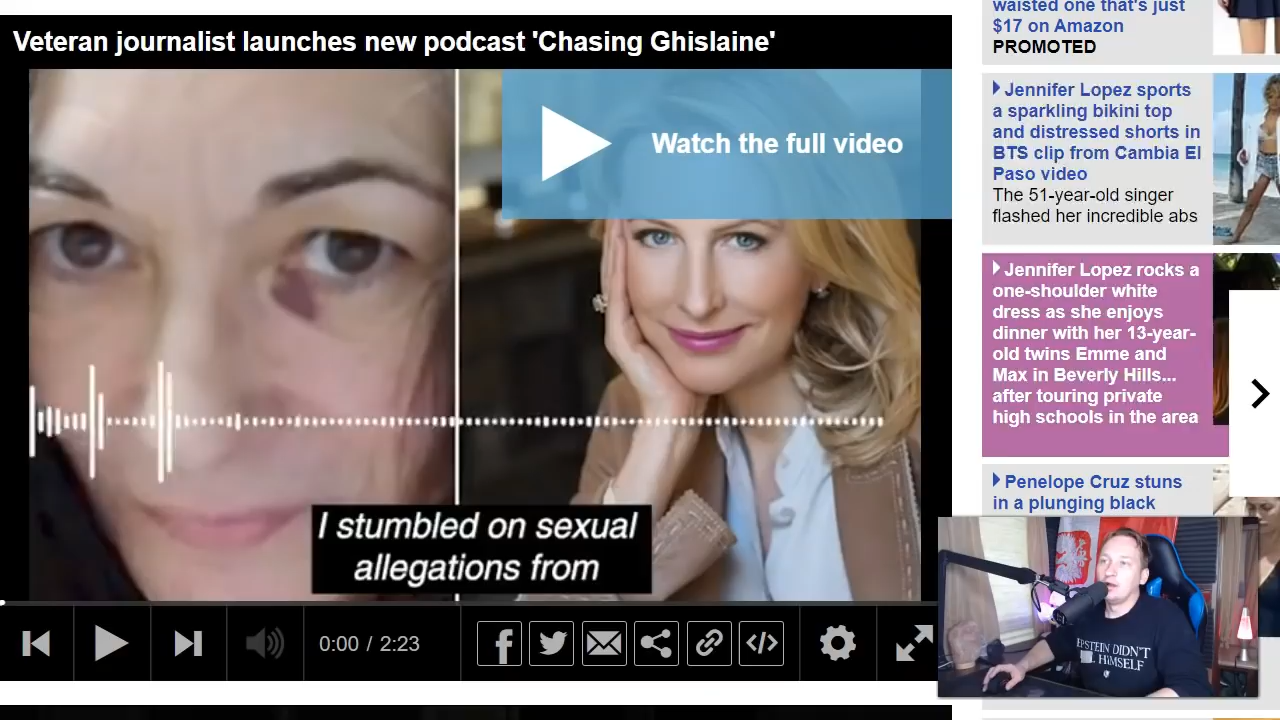 Veteran journalist launches new podcast 'Chasing Ghislaine'
Watch the full video
I stumbled on sexual
allegations from
0:00 / 2:23
waisted one that's just
$17 on Amazon
PROMOTED
Jennifer Lopez sports
a sparkling bikini top
and distressed shorts in
BTS clip from Cambia El
Paso video
The 51-year-old singer
flashed her incredible abs
Jennifer Lopez rocks a
one-shoulder white
dress as she enjoys
dinner with her 13-year-
old twins Emme and
Max in Beverly Hills...
after touring private
high schools in the area
Penelope Cruz stuns
in a plunging black
EPSTEIN DIDN'T
HIMSELF